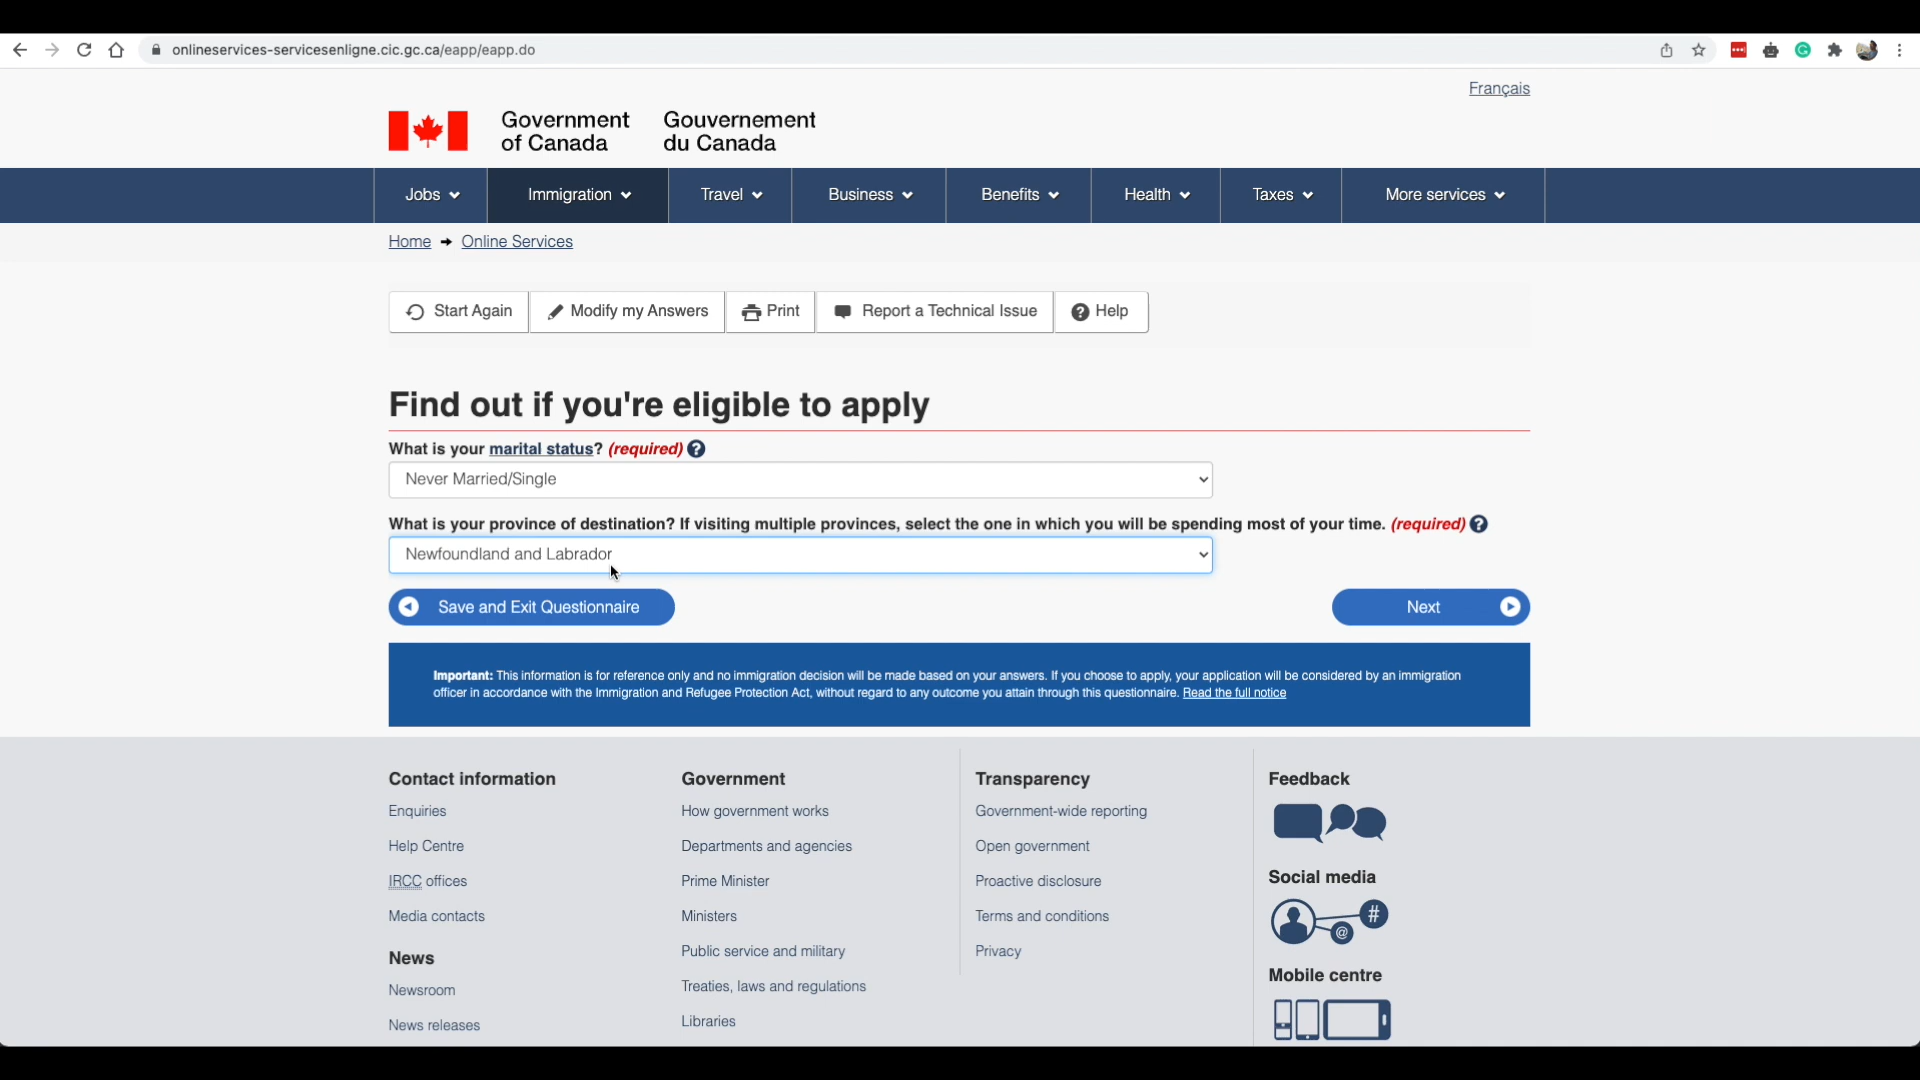 onlineservices-servicesenligne.cic.gc.ca/eapp/eapp.do
Français
Government of Canada
Gouvernement du Canada
Jobs Immigration Travel Business Benefits Health Taxes More services
Home Online Services
Start Again Modify my Answers Print Report a Technical Issue Help
Find out if you're eligible to apply
What is your marital status? (required)
Never Married/Single
What is your province of destination? If visiting multiple provinces, select the one in which you will be spending most of your time. (required)
Newfoundland and Labrador
Save and Exit Questionnaire Next
Important: This information is for reference only and no immigration decision will be made based on your answers. If you choose to apply, your application will be considered by an immigration
officer in accordance with the Immigration and Refugee Protection Act, without regard to any outcome you attain through this questionnaire. Read the full notice
Contact information
Enquiries
Help Centre
IRCC offices
Media contacts
News
Newsroom
News releases
Government
How government works
Departments and agencies
Prime Minister
Ministers
Public service and military
Treaties, laws and regulations
Libraries
Transparency
Government-wide reporting
Open government
Proactive disclosure
Terms and conditions
Privacy
Feedback
Social media
# @
Mobile centre